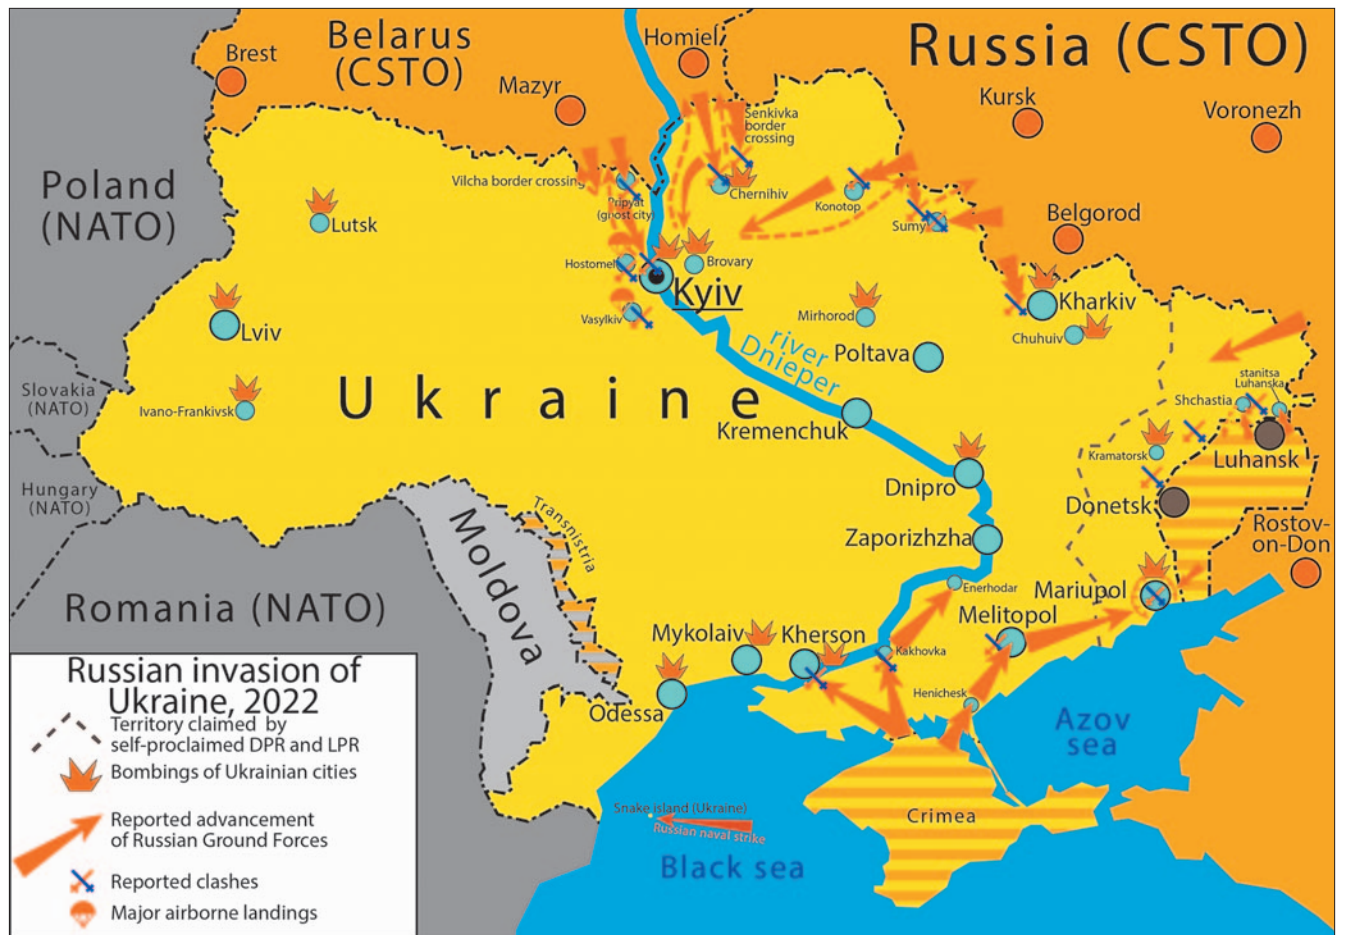 Belarus
(CSTO)
Russia (CSTO)
Brest
Homiel
Mazyr
Kursk
Voronezh
Senkivka
border
crossing
Poland
(NATO)
Vilcha border crossing
Pripyat
(ghost city)
Chernihiv
Konotop
Sumy
Belgorod
Lutsk
Hostomel
Brovary
Kyiv
Kharkiv
Vasylkiv
Mirhorod
Chuhuiv
Lviv
river
Dnieper
Poltava
Slovakia
(NATO)
Ivano-Frankivsk
Ukraine
stanitsa
Luhanska
Shchastia
Kremenchuk
Kramatorsk
Luhansk
Hungary
(NATO)
Dnipro
Donetsk
Transnistria
Moldova
Zaporizhzha
Rostov-
on-Don
Romania (NATO)
Enerhodar
Mariupol
Melitopol
Mykolaiv
Kherson
Kakhovka
Henichesk
Odessa
Azov
sea
Snake island (Ukraine)
Russian naval strike
Crimea
Black sea
Russian invasion of
Ukraine, 2022
Territory claimed by
self-proclaimed DPR and LPR
Bombings of Ukrainian cities
Reported advancement
of Russian Ground Forces
Reported clashes
Major airborne landings